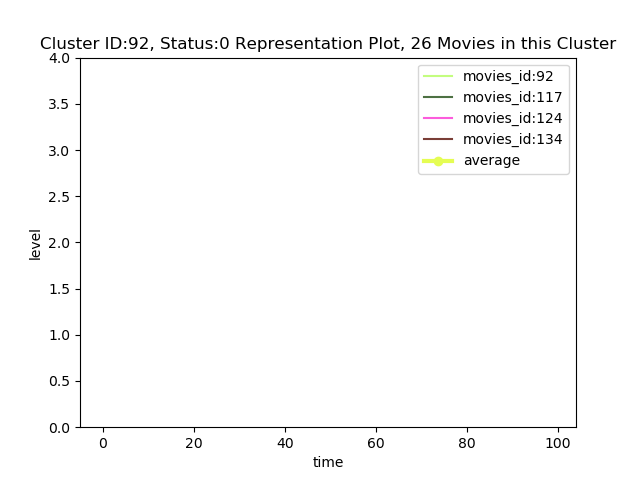 Cluster ID:92, Status:0 Representation Plot, 26 Movies in this Cluster
4.0
3.5
3.0
2.5
2.0
1.5
1.0
0.5
0.0
level
movies_id:92
movies_id:117
movies_id:124
movies_id:134
average
0 20 40 60 80 100
time